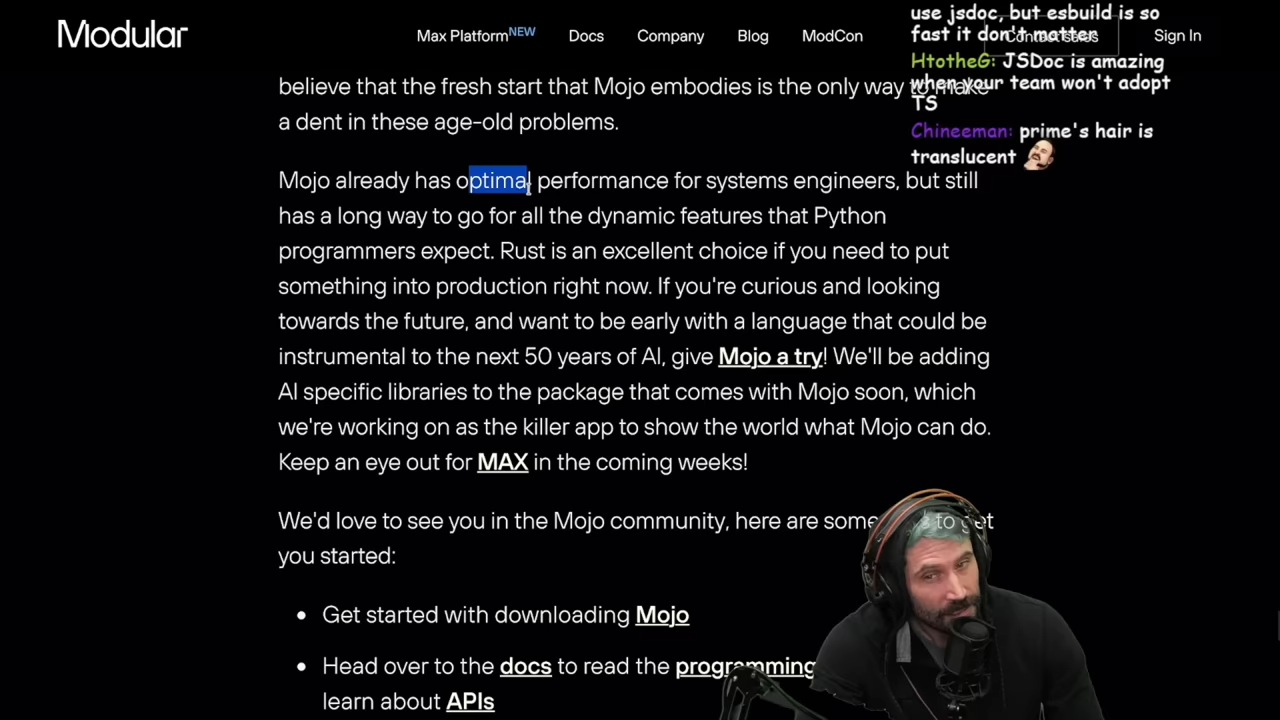 Modular
Max Platform NEW Docs Company Blog ModCon Contact sales Sign In
use jsdoc, but esbuild is so
fast it don't matter
HtotheG: JSDoc is amazing
when your team won't adopt
TS
Chineeman: prime's hair is
translucent
believe that the fresh start that Mojo embodies is the only way to make
a dent in these age-old problems.
Mojo already has optimal performance for systems engineers, but still
has a long way to go for all the dynamic features that Python
programmers expect. Rust is an excellent choice if you need to put
something into production right now. If you're curious and looking
towards the future, and want to be early with a language that could be
instrumental to the next 50 years of AI, give Mojo a try! We'll be adding
AI specific libraries to the package that comes with Mojo soon, which
we're working on as the killer app to show the world what Mojo can do.
Keep an eye out for MAX in the coming weeks!
We'd love to see you in the Mojo community, here are some to get
you started:
• Get started with downloading Mojo
• Head over to the docs to read the programming
learn about APIs